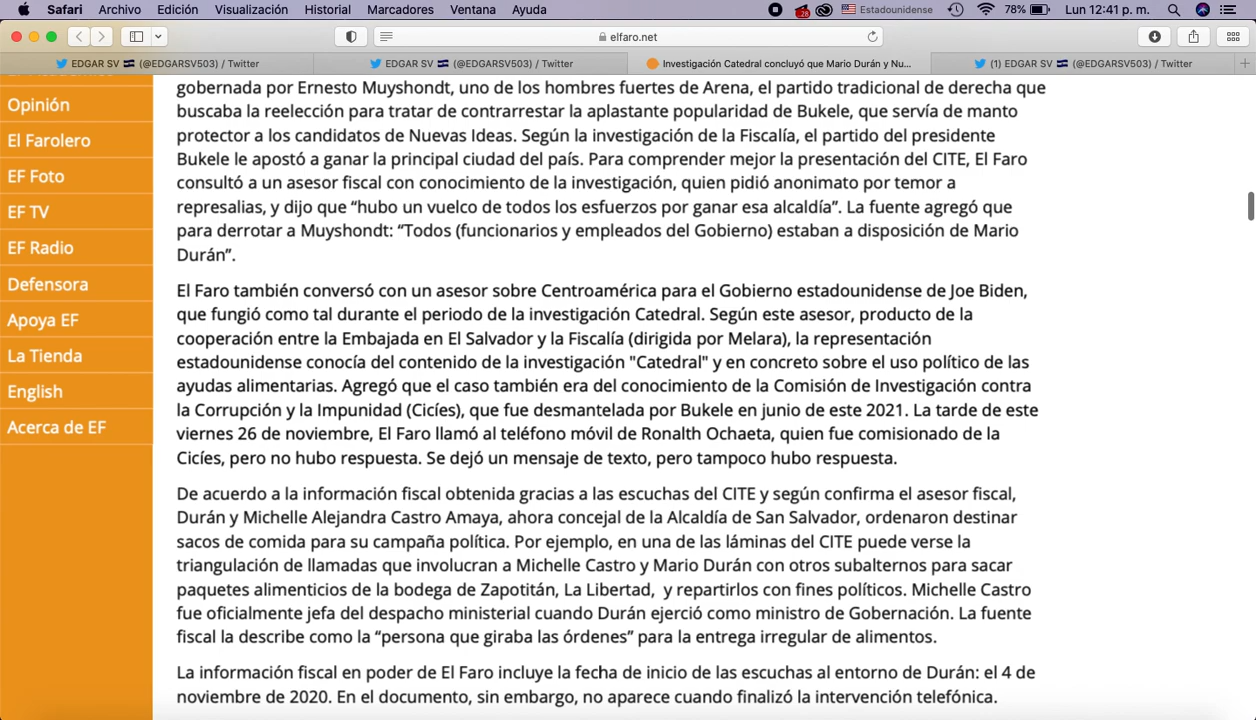 Safari Archivo Edición Visualización Historial Marcadores Ventana Ayuda
28
Estadounidense
78%
Lun 12:41 p. m.
elfaro.net
EDGAR SV (@EDGARSV503) / Twitter
EDGAR SV (@EDGARSV503) / Twitter
Investigación Catedral concluyó que Mario Durán y Nu...
(1) EDGAR SV (@EDGARSV503) / Twitter
Opinión
El Farolero
EF Foto
EF TV
EF Radio
Defensora
Apoya EF
La Tienda
English
Acerca de EF
gobernada por Ernesto Muyshondt, uno de los hombres fuertes de Arena, el partido tradicional de derecha que
buscaba la reelección para tratar de contrarrestar la aplastante popularidad de Bukele, que servía de manto
protector a los candidatos de Nuevas Ideas. Según la investigación de la Fiscalía, el partido del presidente
Bukele le apostó a ganar la principal ciudad del país. Para comprender mejor la presentación del CITE, El Faro
consultó a un asesor fiscal con conocimiento de la investigación, quien pidió anonimato por temor a
represalias, y dijo que “hubo un vuelco de todos los esfuerzos por ganar esa alcaldía”. La fuente agregó que
para derrotar a Muyshondt: “Todos (funcionarios y empleados del Gobierno) estaban a disposición de Mario
Durán”.
El Faro también conversó con un asesor sobre Centroamérica para el Gobierno estadounidense de Joe Biden,
que fungió como tal durante el periodo de la investigación Catedral. Según este asesor, producto de la
cooperación entre la Embajada en El Salvador y la Fiscalía (dirigida por Melara), la representación
estadounidense conocía del contenido de la investigación "Catedral" y en concreto sobre el uso político de las
ayudas alimentarias. Agregó que el caso también era del conocimiento de la Comisión de Investigación contra
la Corrupción y la Impunidad (Cicíes), que fue desmantelada por Bukele en junio de este 2021. La tarde de este
viernes 26 de noviembre, El Faro llamó al teléfono móvil de Ronalth Ochaeta, quien fue comisionado de la
Cicíes, pero no hubo respuesta. Se dejó un mensaje de texto, pero tampoco hubo respuesta.
De acuerdo a la información fiscal obtenida gracias a las escuchas del CITE y según confirma el asesor fiscal,
Durán y Michelle Alejandra Castro Amaya, ahora concejal de la Alcaldía de San Salvador, ordenaron destinar
sacos de comida para su campaña política. Por ejemplo, en una de las láminas del CITE puede verse la
triangulación de llamadas que involucran a Michelle Castro y Mario Durán con otros subalternos para sacar
paquetes alimenticios de la bodega de Zapotitán, La Libertad, y repartirlos con fines políticos. Michelle Castro
fue oficialmente jefa del despacho ministerial cuando Durán ejerció como ministro de Gobernación. La fuente
fiscal la describe como la “persona que giraba las órdenes” para la entrega irregular de alimentos.
La información fiscal en poder de El Faro incluye la fecha de inicio de las escuchas al entorno de Durán: el 4 de
noviembre de 2020. En el documento, sin embargo, no aparece cuando finalizó la intervención telefónica.